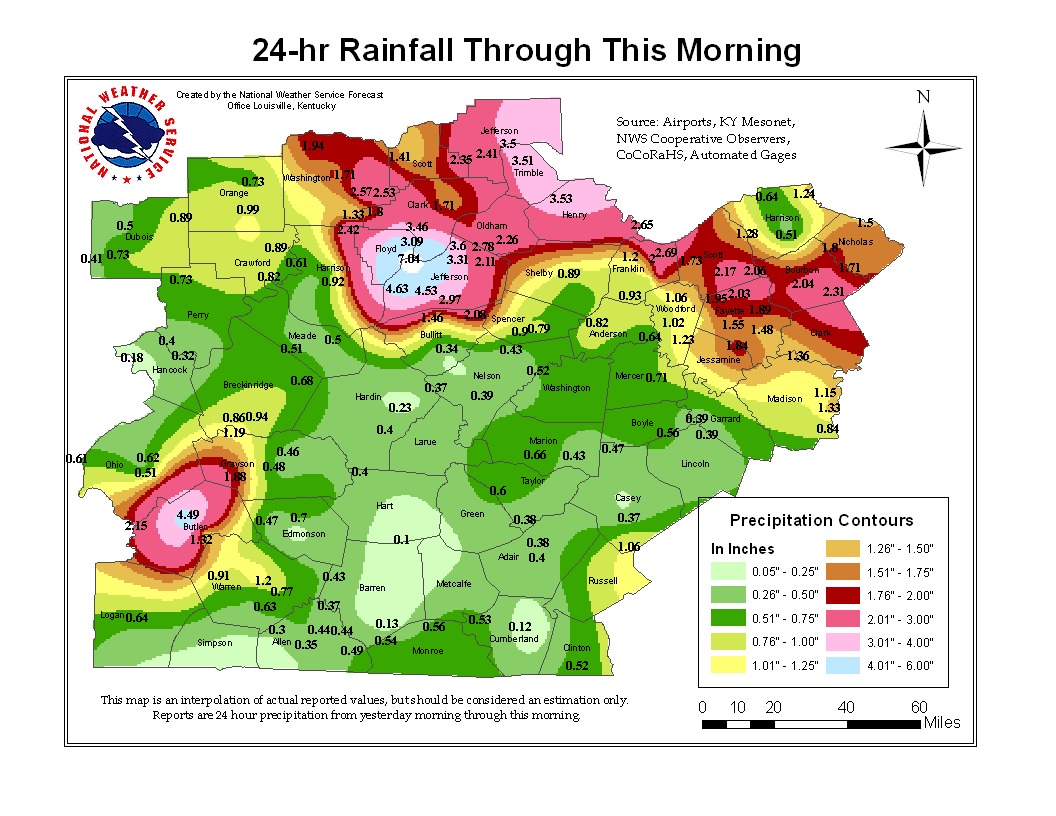 24-hr Rainfall Through This Morning
NATIONAL WEATHER SERVICE
Created by the National Weather Service Forecast
Office Louisville, Kentucky
Source: Airports, KY Mesonet,
NWS Cooperative Observers,
CoCoRaHS, Automated Gages
N
Jefferson
3.5
1.94
1.41
Scott
2.35
2.41
3.51
Trimble
Washington
1.71
0.73
Orange
2.57
2.53
3.53
Henry
0.64
1.24
0.99
Clark
1.71
1.33
1.8
0.89
0.5
Dubois
2.42
3.46
Oldham
2.65
Harrison
0.51
1.28
1.5
Nicholas
1.8
0.41
0.73
0.89
Crawford
0.61
0.82
Floyd
3.09
7.04
3.6
2.78
2.26
3.31
2.11
Harrison
0.92
Jefferson
4.63
4.53
2.97
Shelby
0.89
1.2
Franklin
2
2.69
1.73
Scott
2.17
2.06
Bourbon
1.71
2.04
2.31
0.73
Perry
0.93
1.06
Woodford
1.95
2.03
Fayette
1.89
1.46
2.08
Spencer
0.9
0.79
0.82
Anderson
0.64
1.02
1.23
1.55
1.48
Clark
1.84
Jessamine
1.36
Meade
0.51
0.5
Bullitt
0.34
0.43
0.4
0.18
0.32
Hancock
Breckinridge
0.68
0.37
Nelson
0.39
0.52
Washington
Mercer
0.71
Hardin
0.23
Madison
1.15
1.33
0.84
0.86
0.94
1.19
0.4
Larue
Marion
0.66
0.43
0.47
Boyle
0.56
0.39
Garrard
0.39
Lincoln
0.61
Ohio
0.62
0.51
Grayson
1.88
0.46
0.48
0.4
Taylor
0.6
Casey
0.37
4.49
Butler
2.15
1.32
0.47
0.7
Edmonson
Hart
0.1
Green
0.38
0.38
Adair
0.4
1.06
Russell
0.91
Warren
1.2
0.77
0.63
0.43
0.37
Barren
Metcalfe
Logan
0.64
Simpson
0.3
Allen
0.44
0.44
0.35
0.49
0.13
0.54
0.56
Monroe
0.53
0.12
Cumberland
Clinton
0.52
Precipitation Contours
In Inches
0.05" - 0.25"
0.26" - 0.50"
0.51" - 0.75"
0.76" - 1.00"
1.01" - 1.25"
1.26" - 1.50"
1.51" - 1.75"
1.76" - 2.00"
2.01" - 3.00"
3.01" - 4.00"
4.01" - 6.00"
This map is an interpolation of actual reported values, but should be considered an estimation only.
Reports are 24 hour precipitation from yesterday morning through this morning.
0 10 20 40 60
Miles